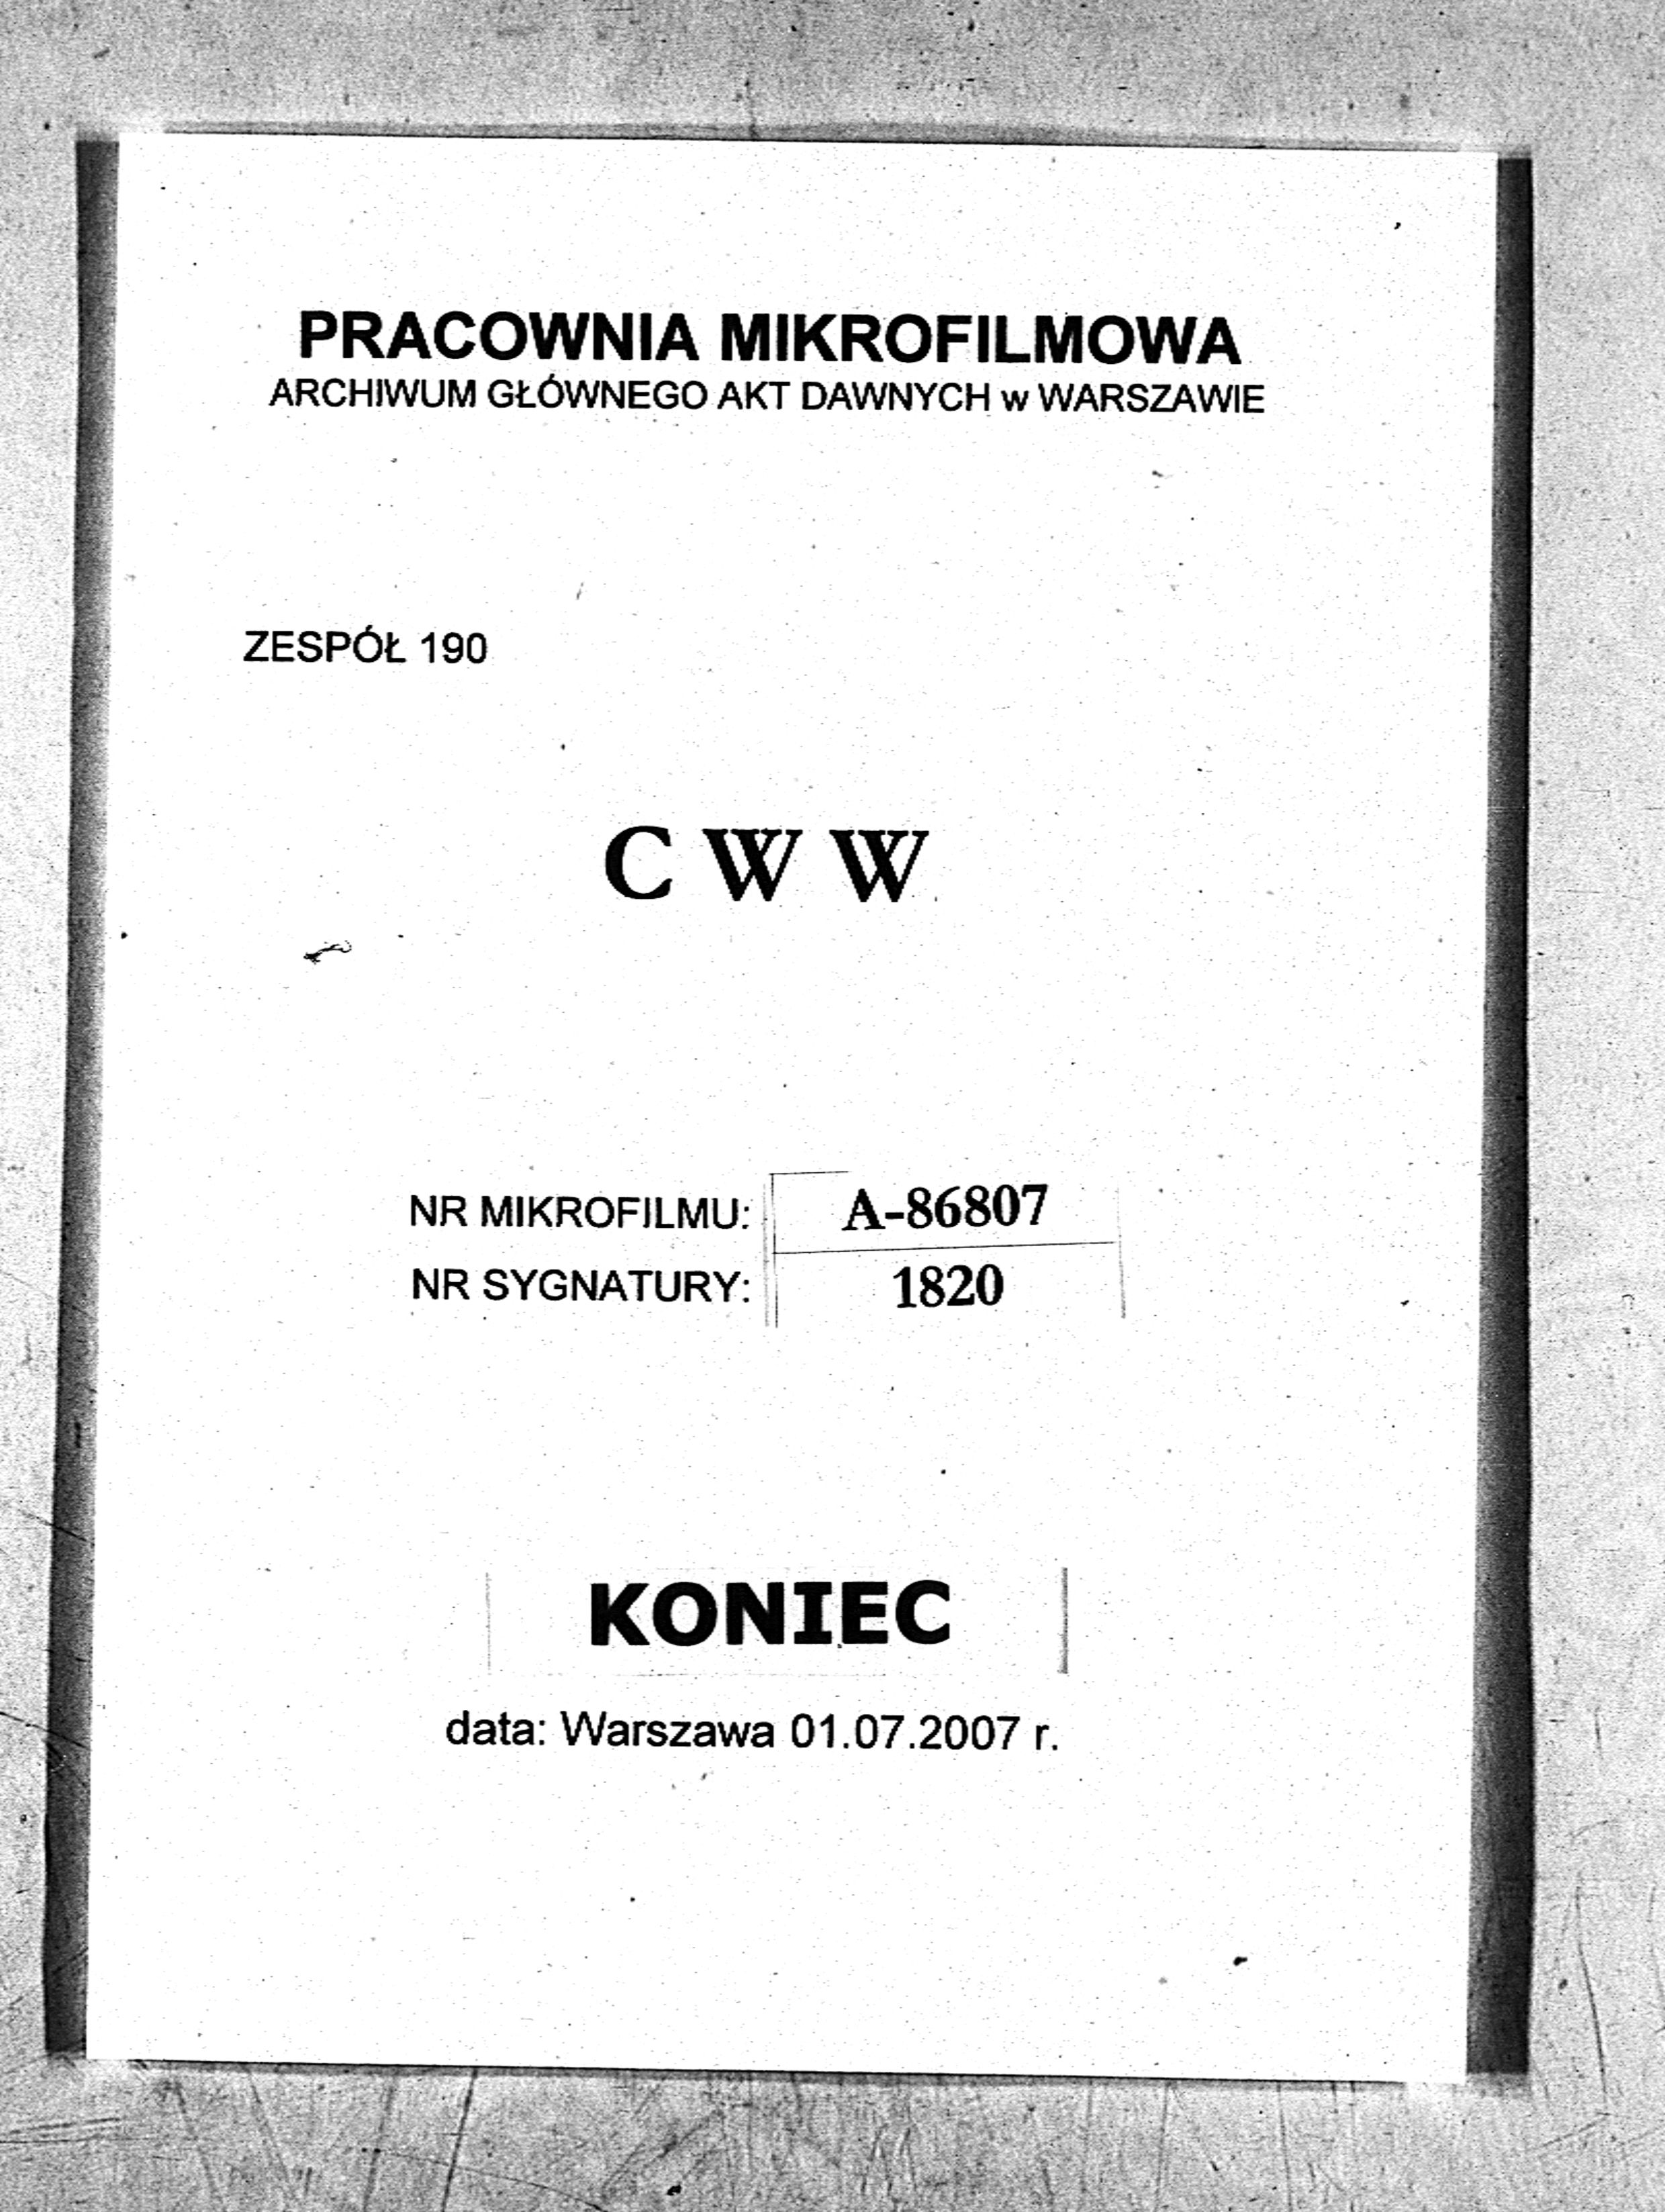 PRACOWNIA MIKROFILMOWA
ARCHIWUM GŁÓWNEGO AKT DAWNYCH w WARSZAWIE
ZESPÓŁ 190
C W W
NR MIKROFILMU: A-86807
NR SYGNATURY: 1820
KONIEC
data: Warszawa 01.07.2007 r.